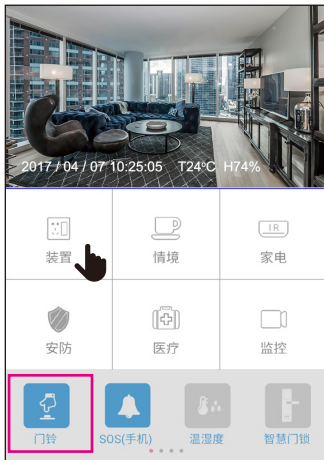 2017 / 04 / 07 10:25:05 T24°C H74%
装置 情境 IR 家电
安防 医疗 监控
门铃 SOS(手机) 温湿度 智慧门锁